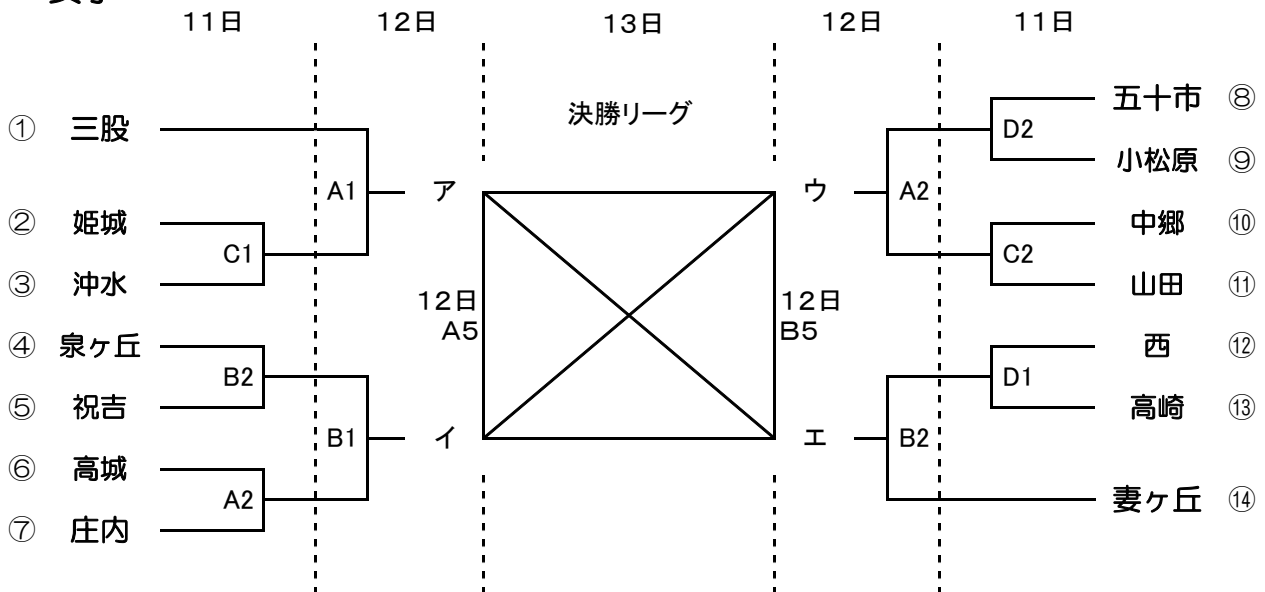 11日 12日 13日 12日 11日
決勝リーグ
① 三股
② 姫城
③ 沖水
④ 泉ヶ丘
⑤ 祝吉
⑥ 高城
⑦ 庄内
C1
B2
A2
A1
B1
ア
イ
12日
A5
12日
B5
ウ
エ
A2
B2
D2
C2
D1
五十市 ⑧
小松原 ⑨
中郷 ⑩
山田 ⑪
西 ⑫
高崎 ⑬
妻ヶ丘 ⑭